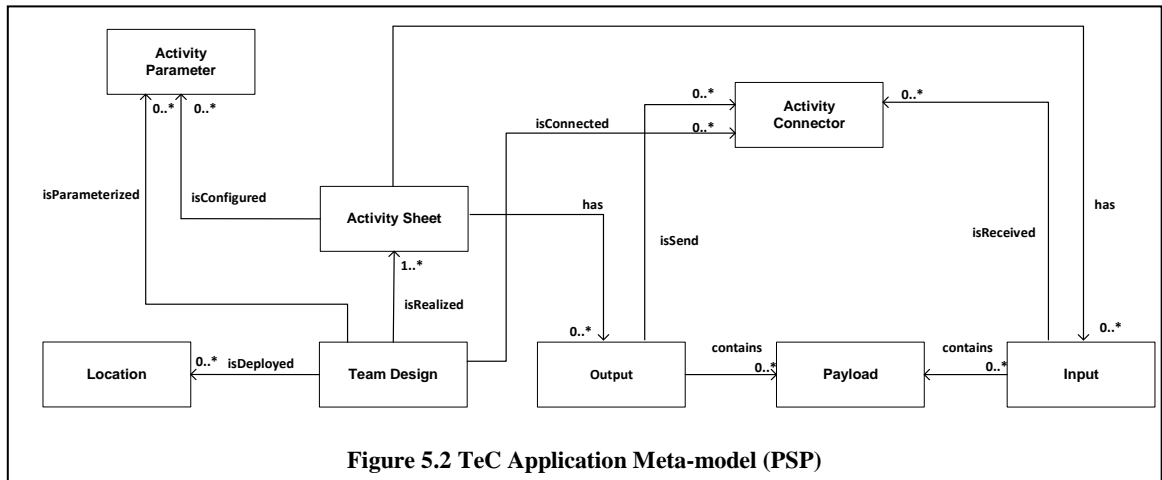 Activity
Parameter
0..*
0..*
0..*
Activity
Connector
0..*
isConnected
0..*
isParameterized
isConfigured
Activity Sheet
has
isSend
isReceived
has
1..*
isRealized
0..*
0..*
Location
0..*
isDeployed
Team Design
Output
contains
0..*
Payload
contains
0..*
Input
Figure 5.2 TeC Application Meta-model (PSP)